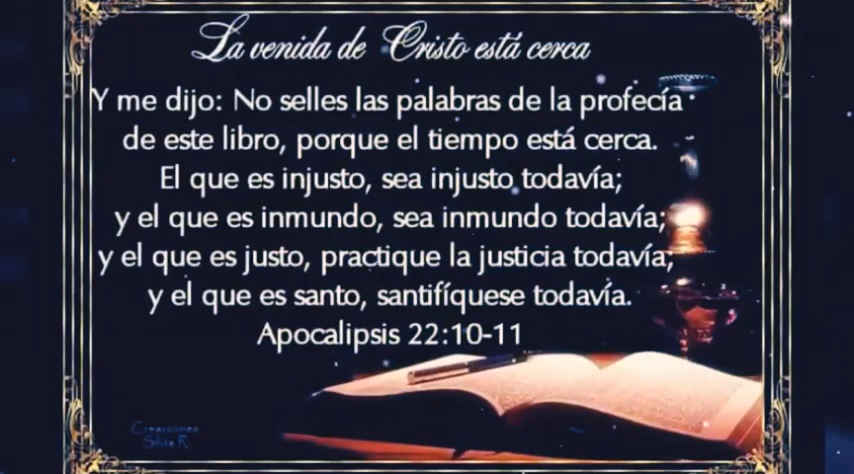 La venida de Cristo está cerca
Y me dijo: No selles las palabras de la profecía
de este libro, porque el tiempo está cerca.
El que es injusto, sea injusto todavía;
y el que es inmundo, sea inmundo todavía;
y el que es justo, practique la justicia todavía;
y el que es santo, santifíquese todavía.
Apocalipsis 22:10-11
Creaciones
Silvia R.